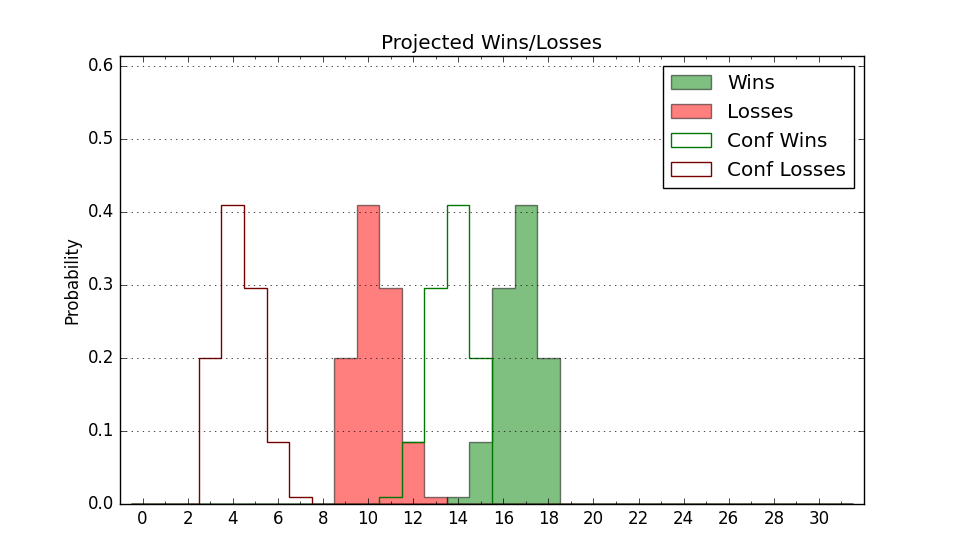 Projected Wins/Losses
0.6
0.5
0.4
0.3
0.2
0.1
0.0
Probability
Wins
Losses
Conf Wins
Conf Losses
0 2 4 6 8 10 12 14 16 18 20 22 24 26 28 30